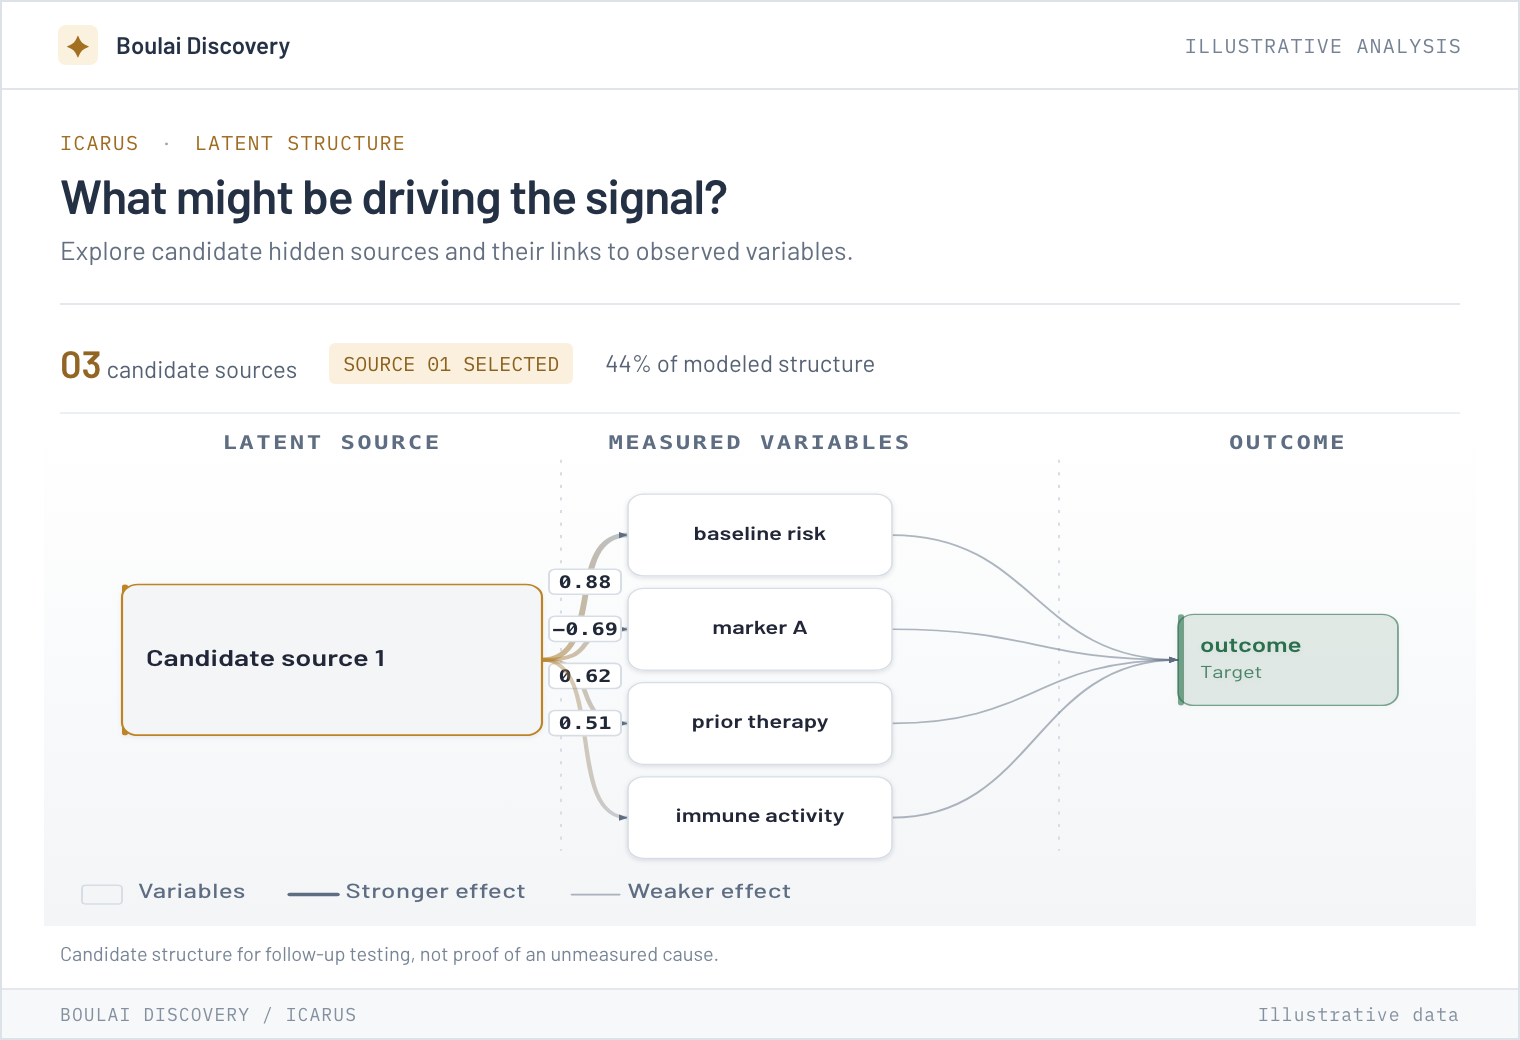 Boulai Discovery
ILLUSTRATIVE ANALYSIS
ICARUS · LATENT STRUCTURE
What might be driving the signal?
Explore candidate hidden sources and their links to observed variables.
03 candidate sources
SOURCE 01 SELECTED
44% of modeled structure
LATENT SOURCE
MEASURED VARIABLES
OUTCOME
Candidate source 1
0.88
−0.69
0.62
0.51
baseline risk
marker A
prior therapy
immune activity
outcome
Target
Variables
Stronger effect
Weaker effect
Candidate structure for follow-up testing, not proof of an unmeasured cause.
BOULAI DISCOVERY / ICARUS
Illustrative data